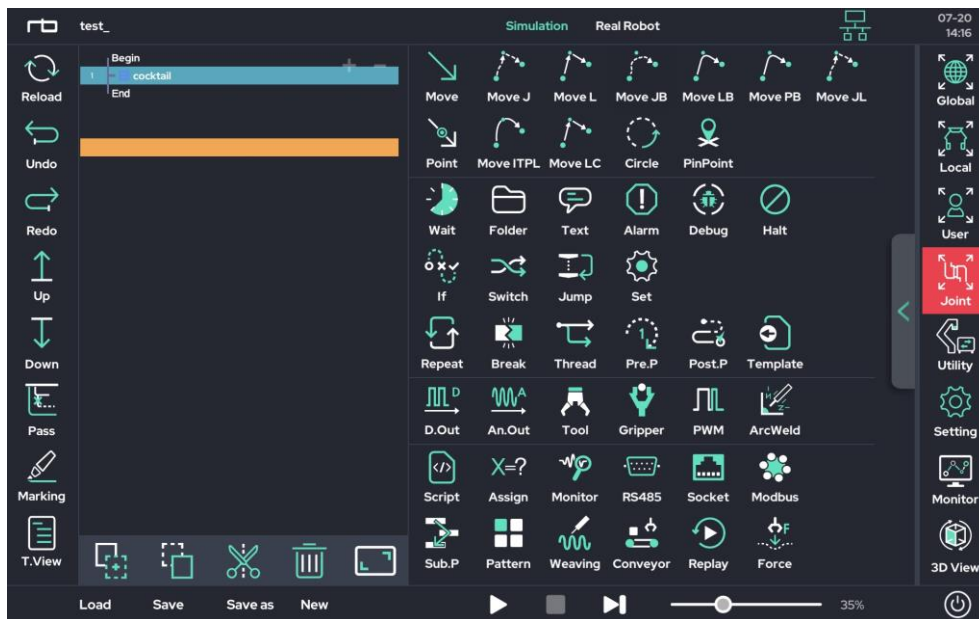 test_
Simulation Real Robot
07-20
14:16
Reload
Undo
Redo
Up
Down
Pass
Marking
T.View
Begin
1 cocktail
End
Move Move J Move L Move JB Move LB Move PB Move JL
Point Move ITPL Move LC Circle PinPoint
Wait Folder Text Alarm Debug Halt
If Switch Jump Set
Repeat Break Thread Pre.P Post.P Template
D.Out An.Out Tool Gripper PWM ArcWeld
Script Assign Monitor RS485 Socket Modbus
Sub.P Pattern Weaving Conveyor Replay Force
Global
Local
User
Joint
Utility
Setting
Monitor
3D View
Load Save Save as New
35%